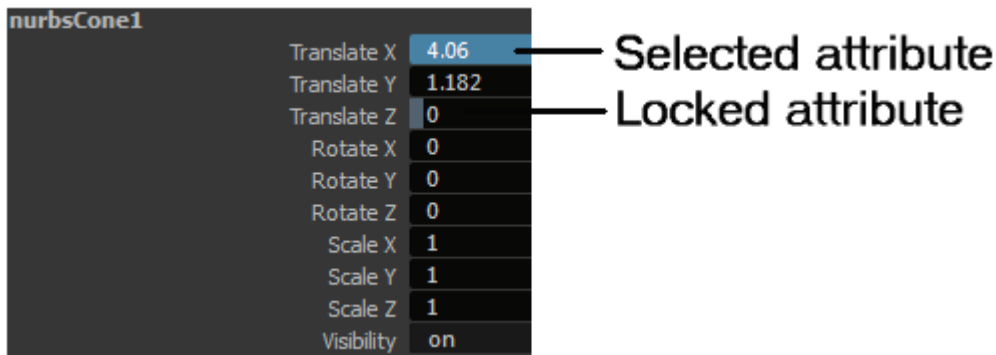 nurbsCone1
Translate X 4.06 Selected attribute
Translate Y 1.182
Translate Z 0 Locked attribute
Rotate X 0
Rotate Y 0
Rotate Z 0
Scale X 1
Scale Y 1
Scale Z 1
Visibility on